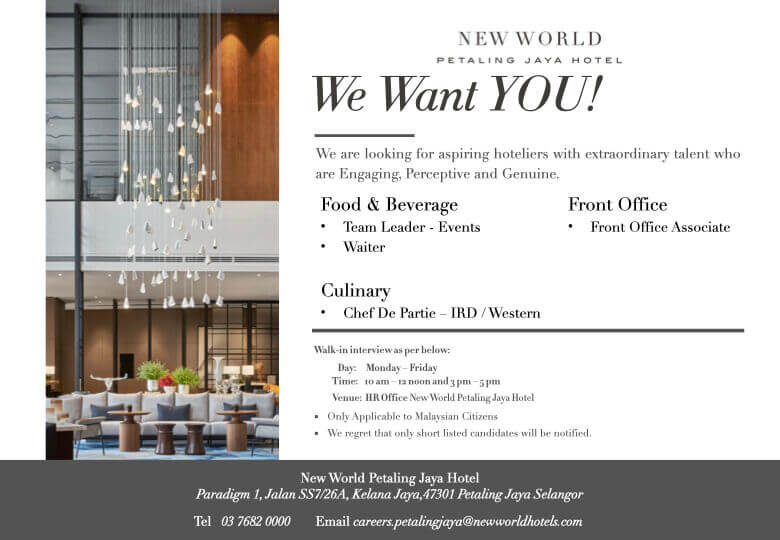 NEW WORLD
PETALING JAYA HOTEL
We Want YOU!
We are looking for aspiring hoteliers with extraordinary talent who
are Engaging, Perceptive and Genuine.
Food & Beverage
• Team Leader - Events
• Waiter
Front Office
• Front Office Associate
Culinary
• Chef De Partie – IRD / Western
Walk-in interview as per below:
Day: Monday – Friday
Time: 10 am – 12 noon and 3 pm – 5 pm
Venue: HR Office New World Petaling Jaya Hotel
▪ Only Applicable to Malaysian Citizens
▪ We regret that only short listed candidates will be notified.
New World Petaling Jaya Hotel
Paradigm 1, Jalan SS7/26A, Kelana Jaya,47301 Petaling Jaya Selangor
Tel 03 7682 0000 Email careers.petalingjaya@newworldhotels.com